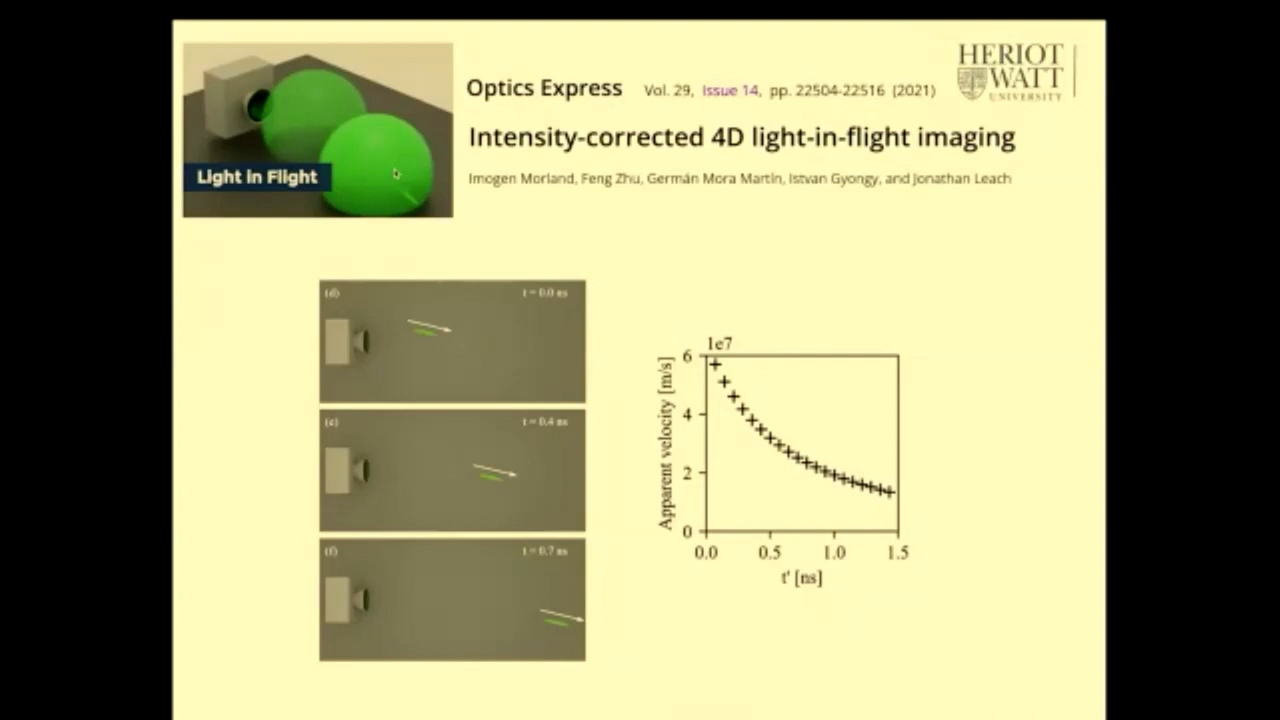 HERIOT
WATT
UNIVERSITY
Optics Express Vol. 29, Issue 14, pp. 22504-22516 (2021)
Intensity-corrected 4D light-in-flight imaging
Imogen Morland, Feng Zhu, Germán Mora Martín, Istvan Gyongy, and Jonathan Leach
Light in Flight
(d) t = 0.0 ns
(e) t = 0.4 ns
(f) t = 0.7 ns
1e7
Apparent velocity [m/s]
6
4
2
0
0.0 0.5 1.0 1.5
t' [ns]